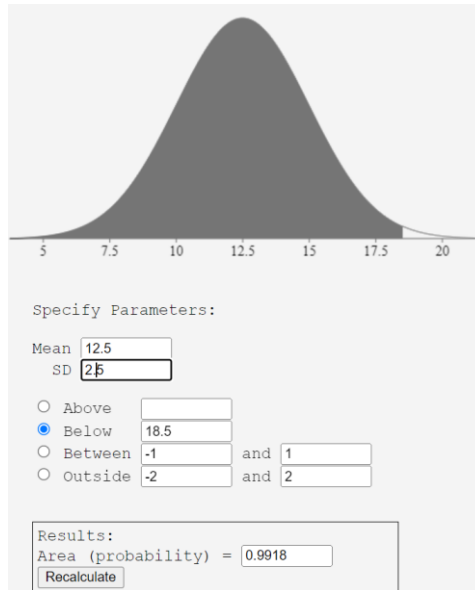 5 7.5 10 12.5 15 17.5 20
Specify Parameters:
Mean 12.5
SD 2.5
Above
Below 18.5
Between -1 and 1
Outside -2 and 2
Results:
Area (probability) = 0.9918
Recalculate